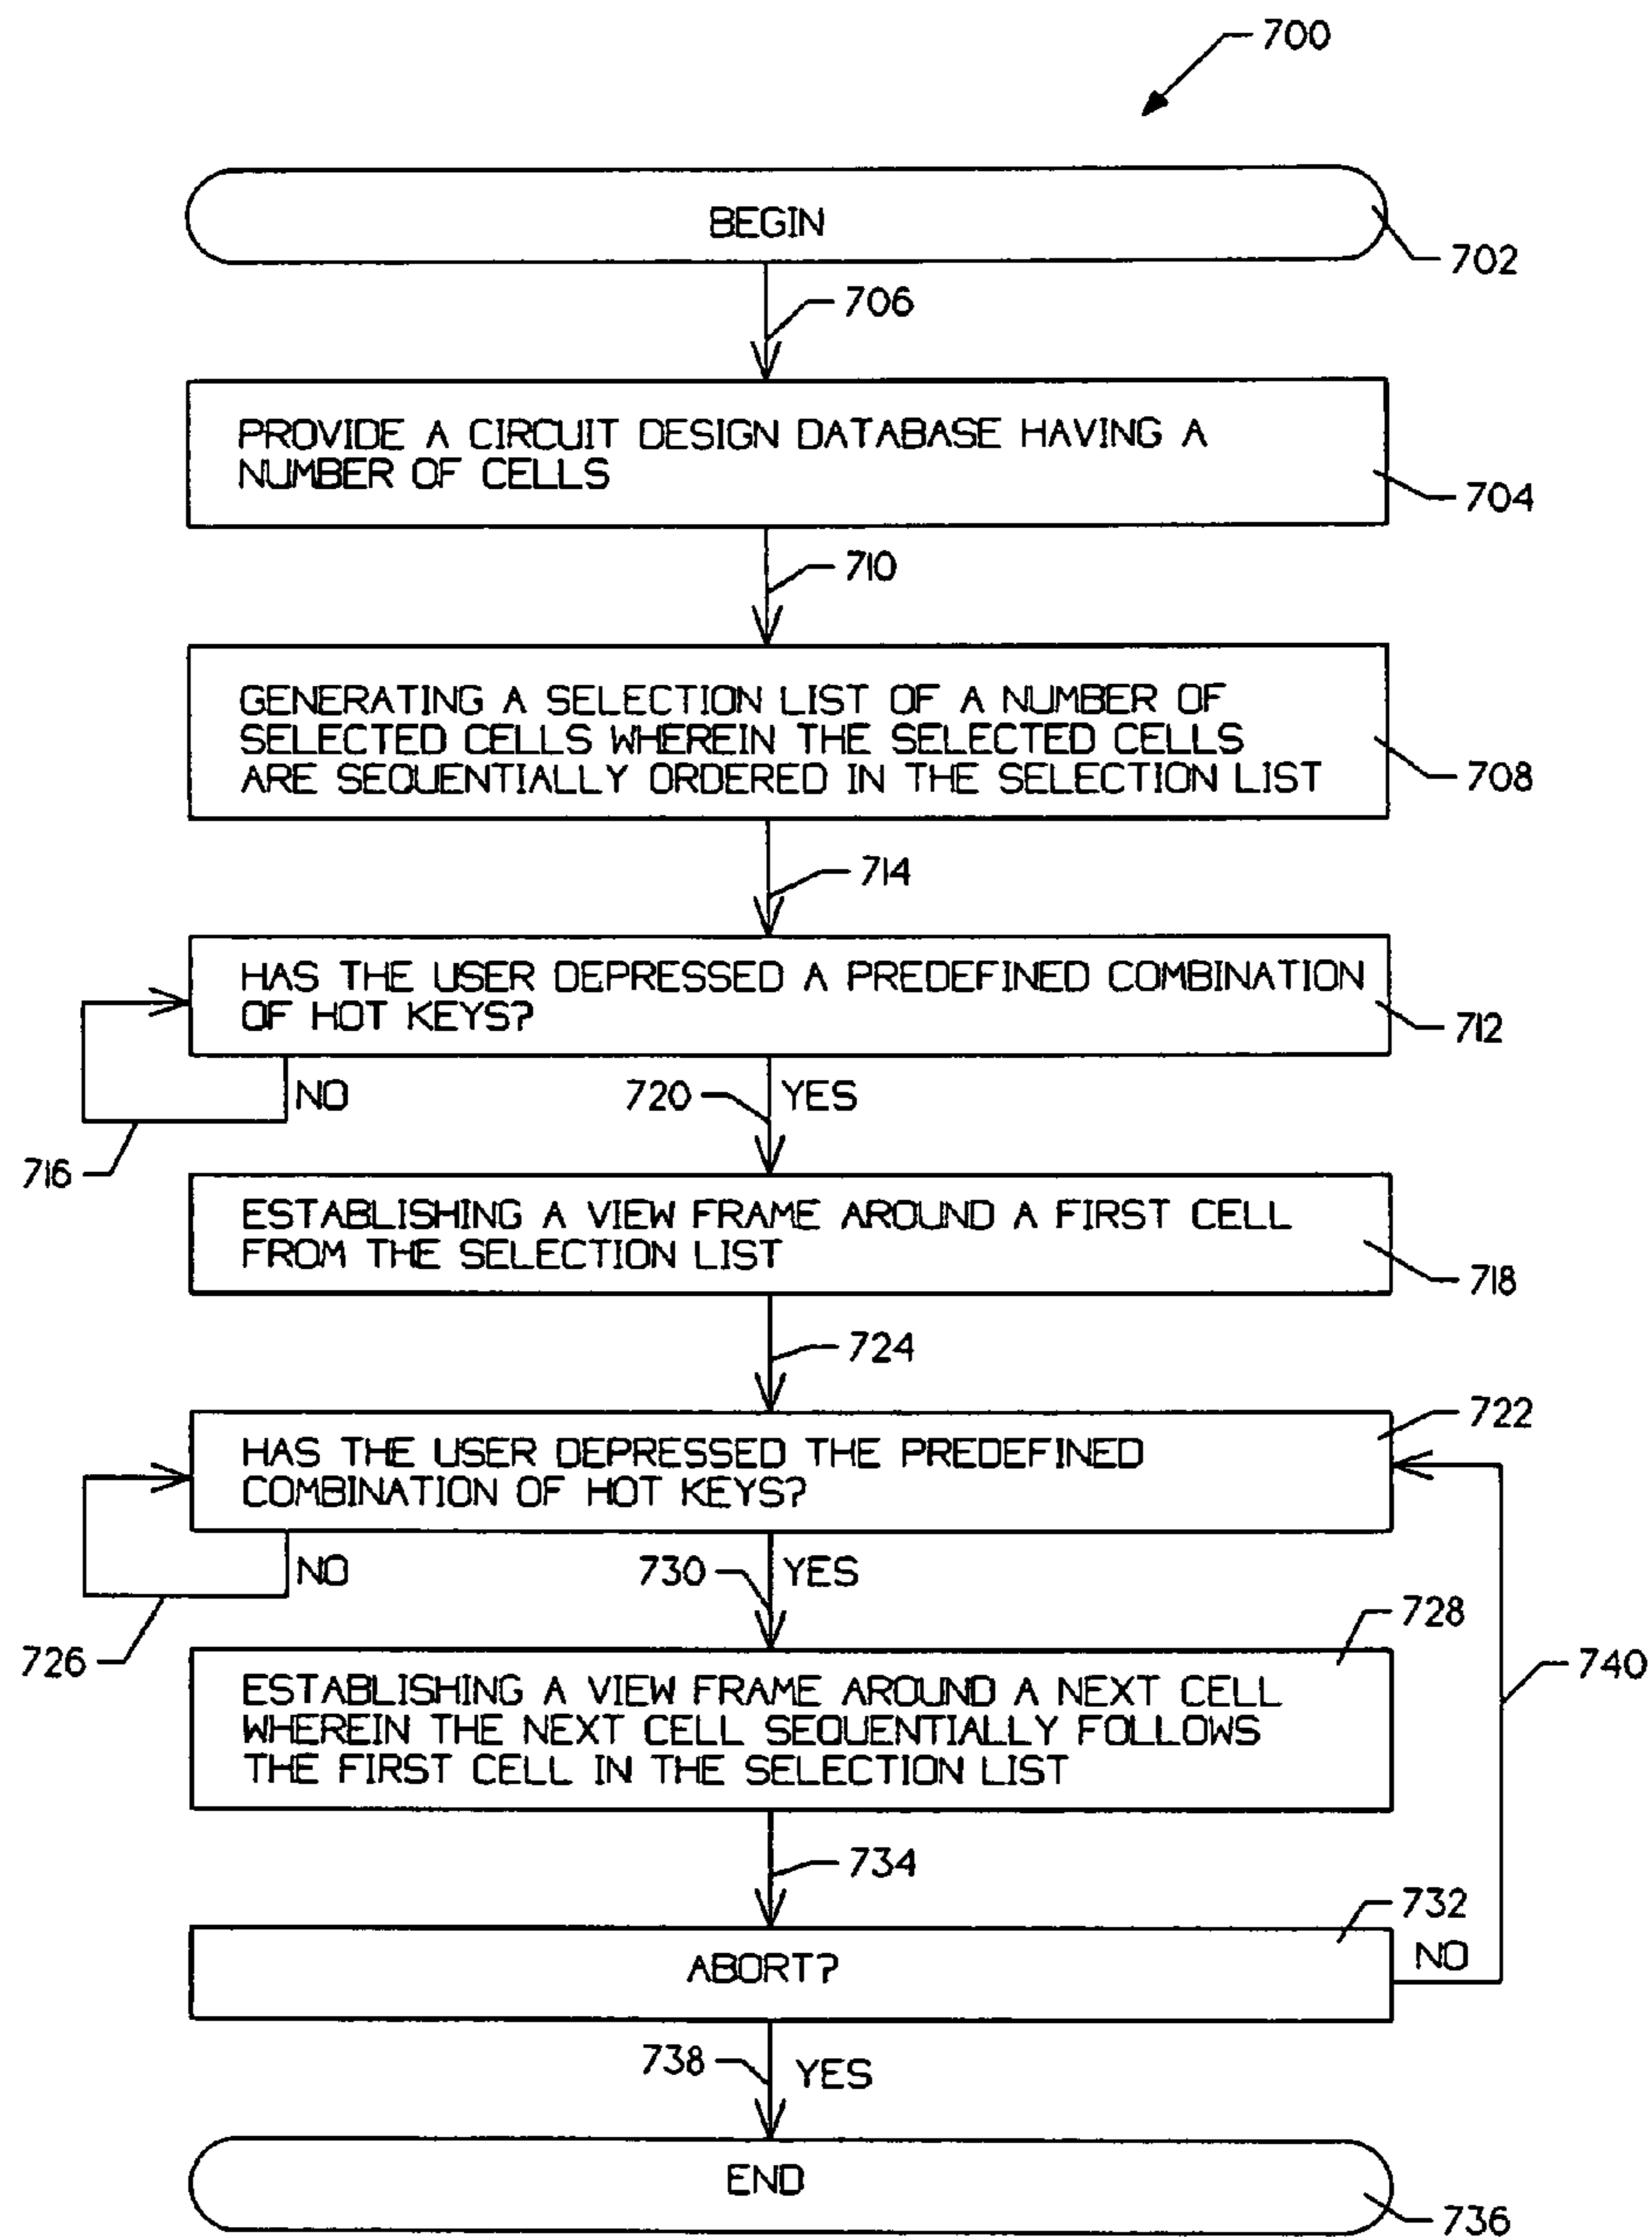 700
BEGIN
702
706
PROVIDE A CIRCUIT DESIGN DATABASE HAVING A
NUMBER OF CELLS
704
710
GENERATING A SELECTION LIST OF A NUMBER OF
SELECTED CELLS WHEREIN THE SELECTED CELLS
ARE SEQUENTIALLY ORDERED IN THE SELECTION LIST
708
714
HAS THE USER DEPRESSED A PREDEFINED COMBINATION
OF HOT KEYS?
712
NO
720
YES
716
ESTABLISHING A VIEW FRAME AROUND A FIRST CELL
FROM THE SELECTION LIST
718
724
722
HAS THE USER DEPRESSED THE PREDEFINED
COMBINATION OF HOT KEYS?
NO
730
YES
728
726
740
ESTABLISHING A VIEW FRAME AROUND A NEXT CELL
WHEREIN THE NEXT CELL SEQUENTIALLY FOLLOWS
THE FIRST CELL IN THE SELECTION LIST
734
732
ABORT?
NO
738
YES
END
736